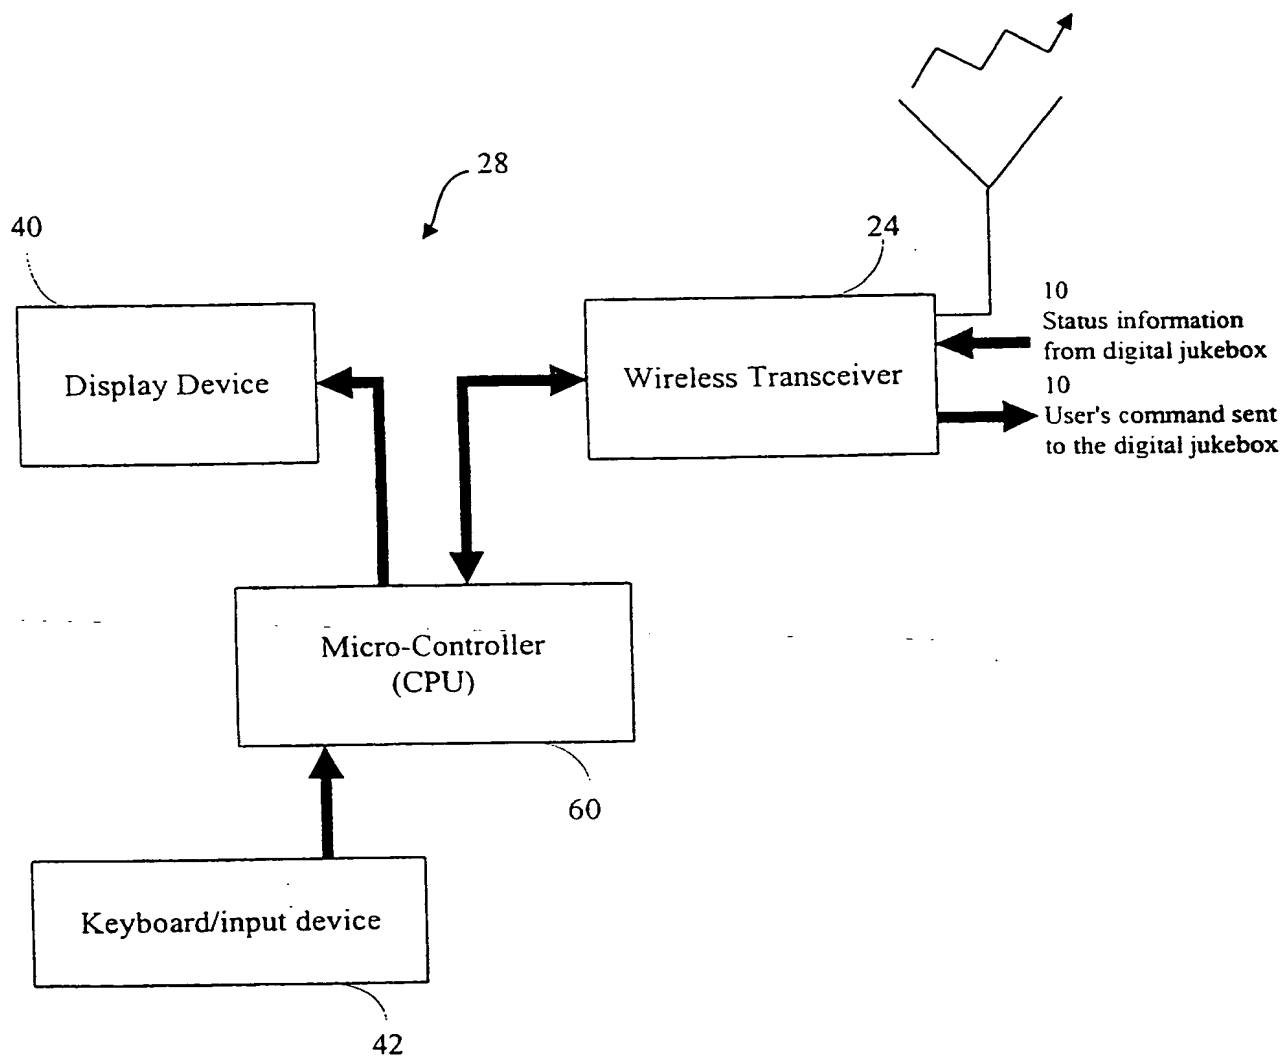 28
40
24
Display Device
Wireless Transceiver
10
Status information
from digital jukebox
10
User's command sent
to the digital jukebox
Micro-Controller
(CPU)
60
Keyboard/input device
42